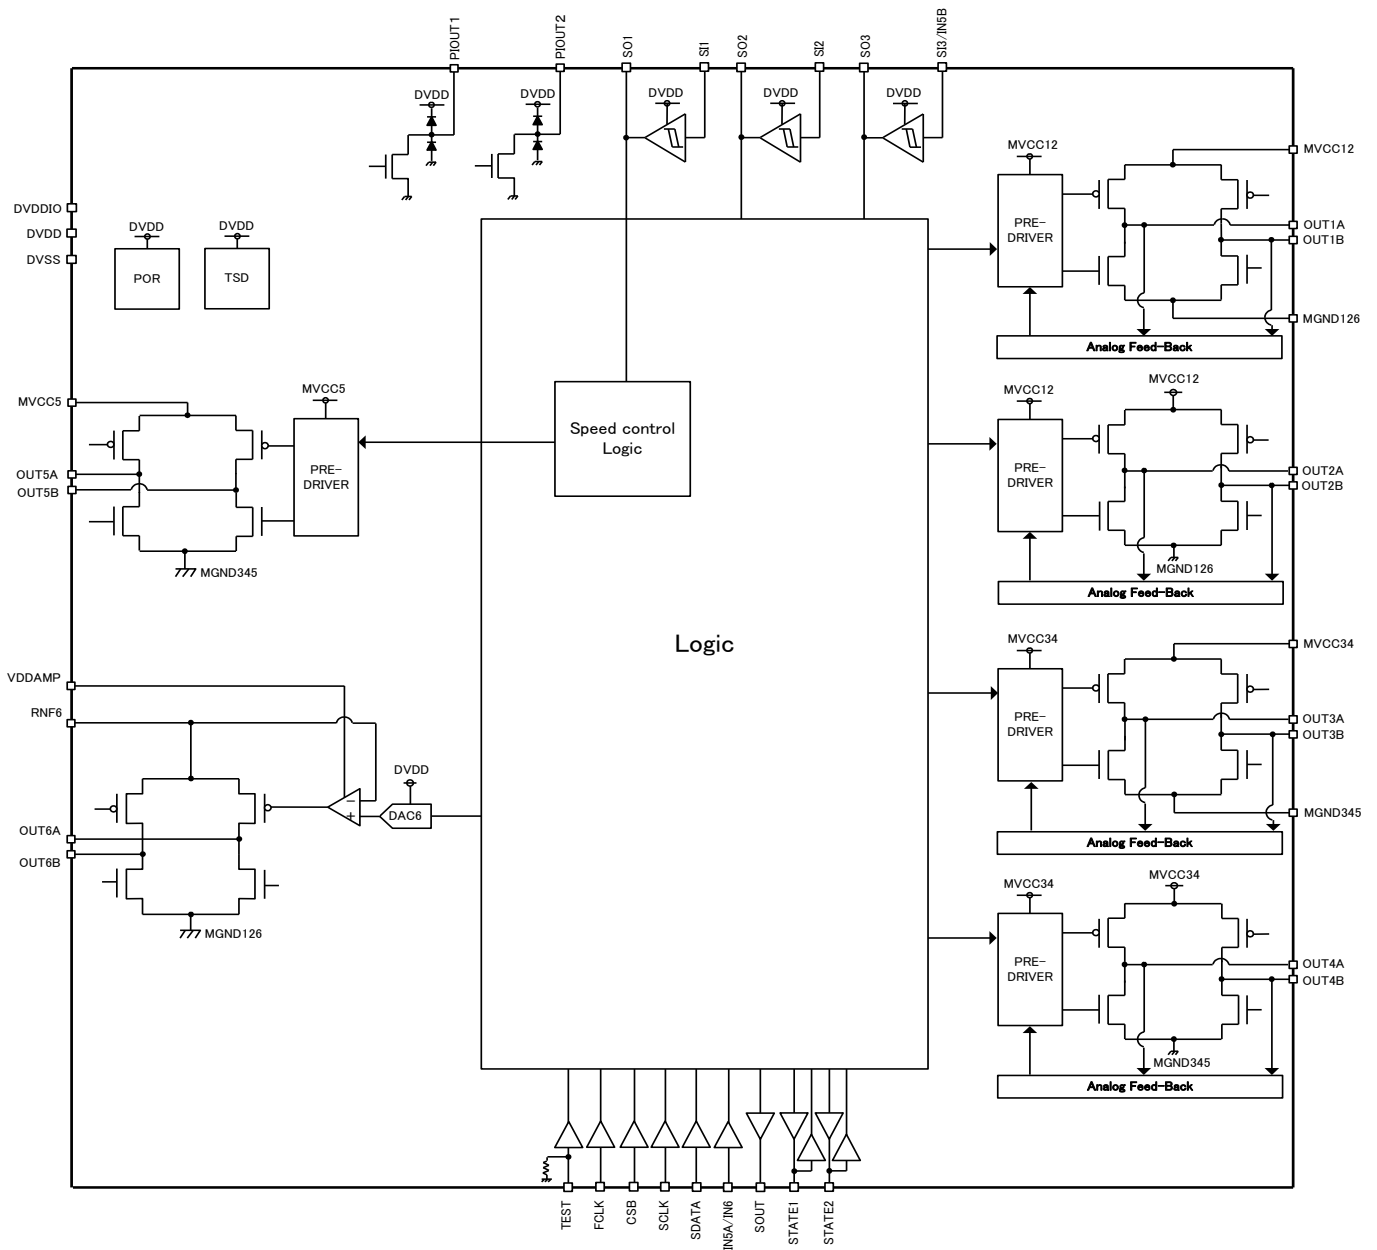 PIOUT1
PIOUT2
SO1
SI1
SO2
SI2
SO3
SI3/IN5B
DVDD
DVDD
DVDD
DVDD
DVDD
MVCC12
MVCC12
PRE-
DRIVER
OUT1A
OUT1B
MGND126
Analog Feed-Back
DVDDIO
DVDD
DVSS
DVDD
POR
DVDD
TSD
MVCC5
MVCC5
PRE-
DRIVER
OUT5A
OUT5B
MGND345
Speed control
Logic
MVCC12
MVCC12
PRE-
DRIVER
OUT2A
OUT2B
MGND126
Analog Feed-Back
Logic
MVCC34
MVCC34
PRE-
DRIVER
OUT3A
OUT3B
MGND345
Analog Feed-Back
VDDAMP
RNF6
DVDD
DAC6
OUT6A
OUT6B
MGND126
MVCC34
MVCC34
PRE-
DRIVER
OUT4A
OUT4B
MGND345
Analog Feed-Back
TEST
FCLK
CSB
SCLK
SDATA
IN5A/IN6
SOUT
STATE1
STATE2